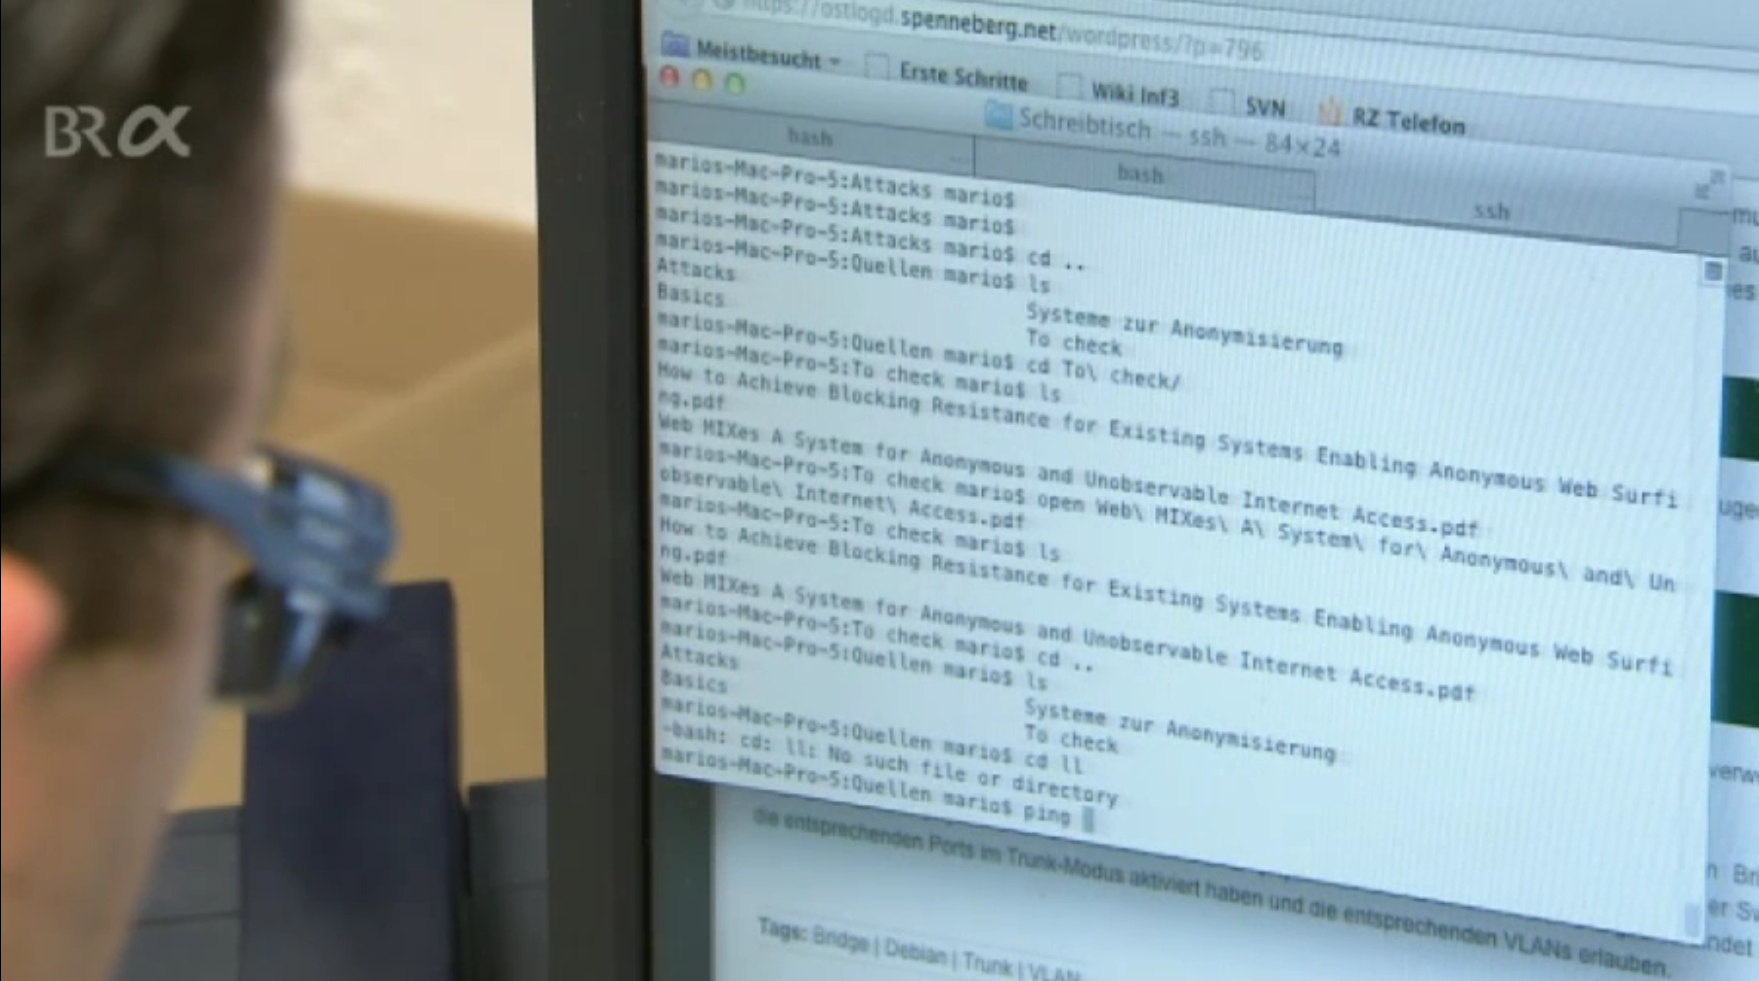 BRα
https://ostlogd.spenneberg.net/wordpress/?p=796
Meistbesucht Erste Schritte Wiki Inf3 SVN RZ Telefon
Schreibtisch — ssh — 84×24
bash bash ssh
marios-Mac-Pro-5:Attacks mario$
marios-Mac-Pro-5:Attacks mario$
marios-Mac-Pro-5:Attacks mario$ cd ..
marios-Mac-Pro-5:Quellen mario$ ls
Attacks Systeme zur Anonymisierung
Basics To check
marios-Mac-Pro-5:Quellen mario$ cd To\ check/
marios-Mac-Pro-5:To check mario$ ls
How to Achieve Blocking Resistance for Existing Systems Enabling Anonymous Web Surfi
ng.pdf
Web MIXes A System for Anonymous and Unobservable Internet Access.pdf
marios-Mac-Pro-5:To check mario$ open Web\ MIXes\ A\ System\ for\ Anonymous\ and\ Un
observable\ Internet\ Access.pdf
marios-Mac-Pro-5:To check mario$ ls
How to Achieve Blocking Resistance for Existing Systems Enabling Anonymous Web Surfi
ng.pdf
Web MIXes A System for Anonymous and Unobservable Internet Access.pdf
marios-Mac-Pro-5:To check mario$ cd ..
marios-Mac-Pro-5:Quellen mario$ ls
Attacks Systeme zur Anonymisierung
Basics To check
marios-Mac-Pro-5:Quellen mario$ cd ll
-bash: cd: ll: No such file or directory
marios-Mac-Pro-5:Quellen mario$ ping
die entsprechenden Ports im Trunk-Modus aktiviert haben und die entsprechenden VLANs erlauben.
Tags: Bridge | Debian | Trunk | VLAN